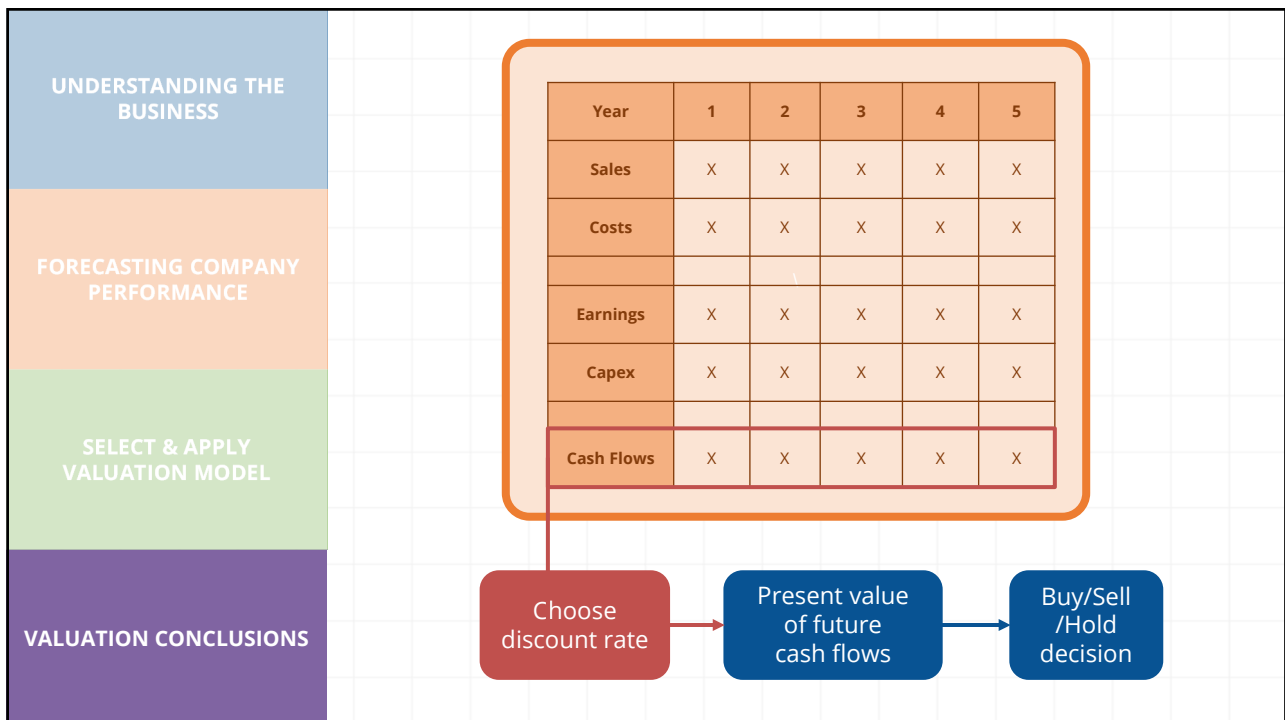 UNDERSTANDING THE
BUSINESS
FORECASTING COMPANY
PERFORMANCE
SELECT & APPLY
VALUATION MODEL
VALUATION CONCLUSIONS
Year 1 2 3 4 5
Sales X X X X X
Costs X X X X X
\
Earnings X X X X X
Capex X X X X X
Cash Flows X X X X X
Choose
discount rate
Present value
of future
cash flows
Buy/Sell
/Hold
decision